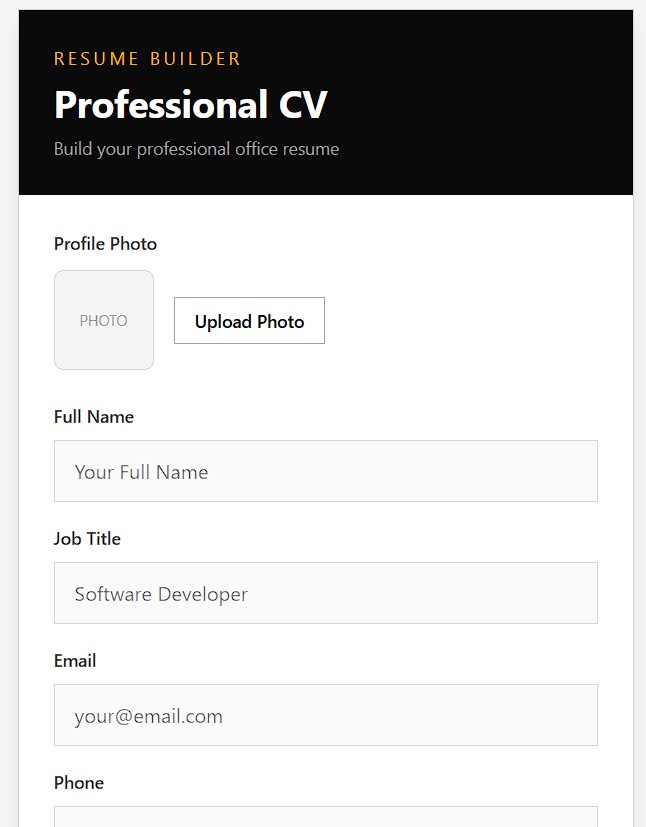 RESUME BUILDER
Professional CV
Build your professional office resume
Profile Photo
PHOTO
Upload Photo
Full Name
Your Full Name
Job Title
Software Developer
Email
your@email.com
Phone